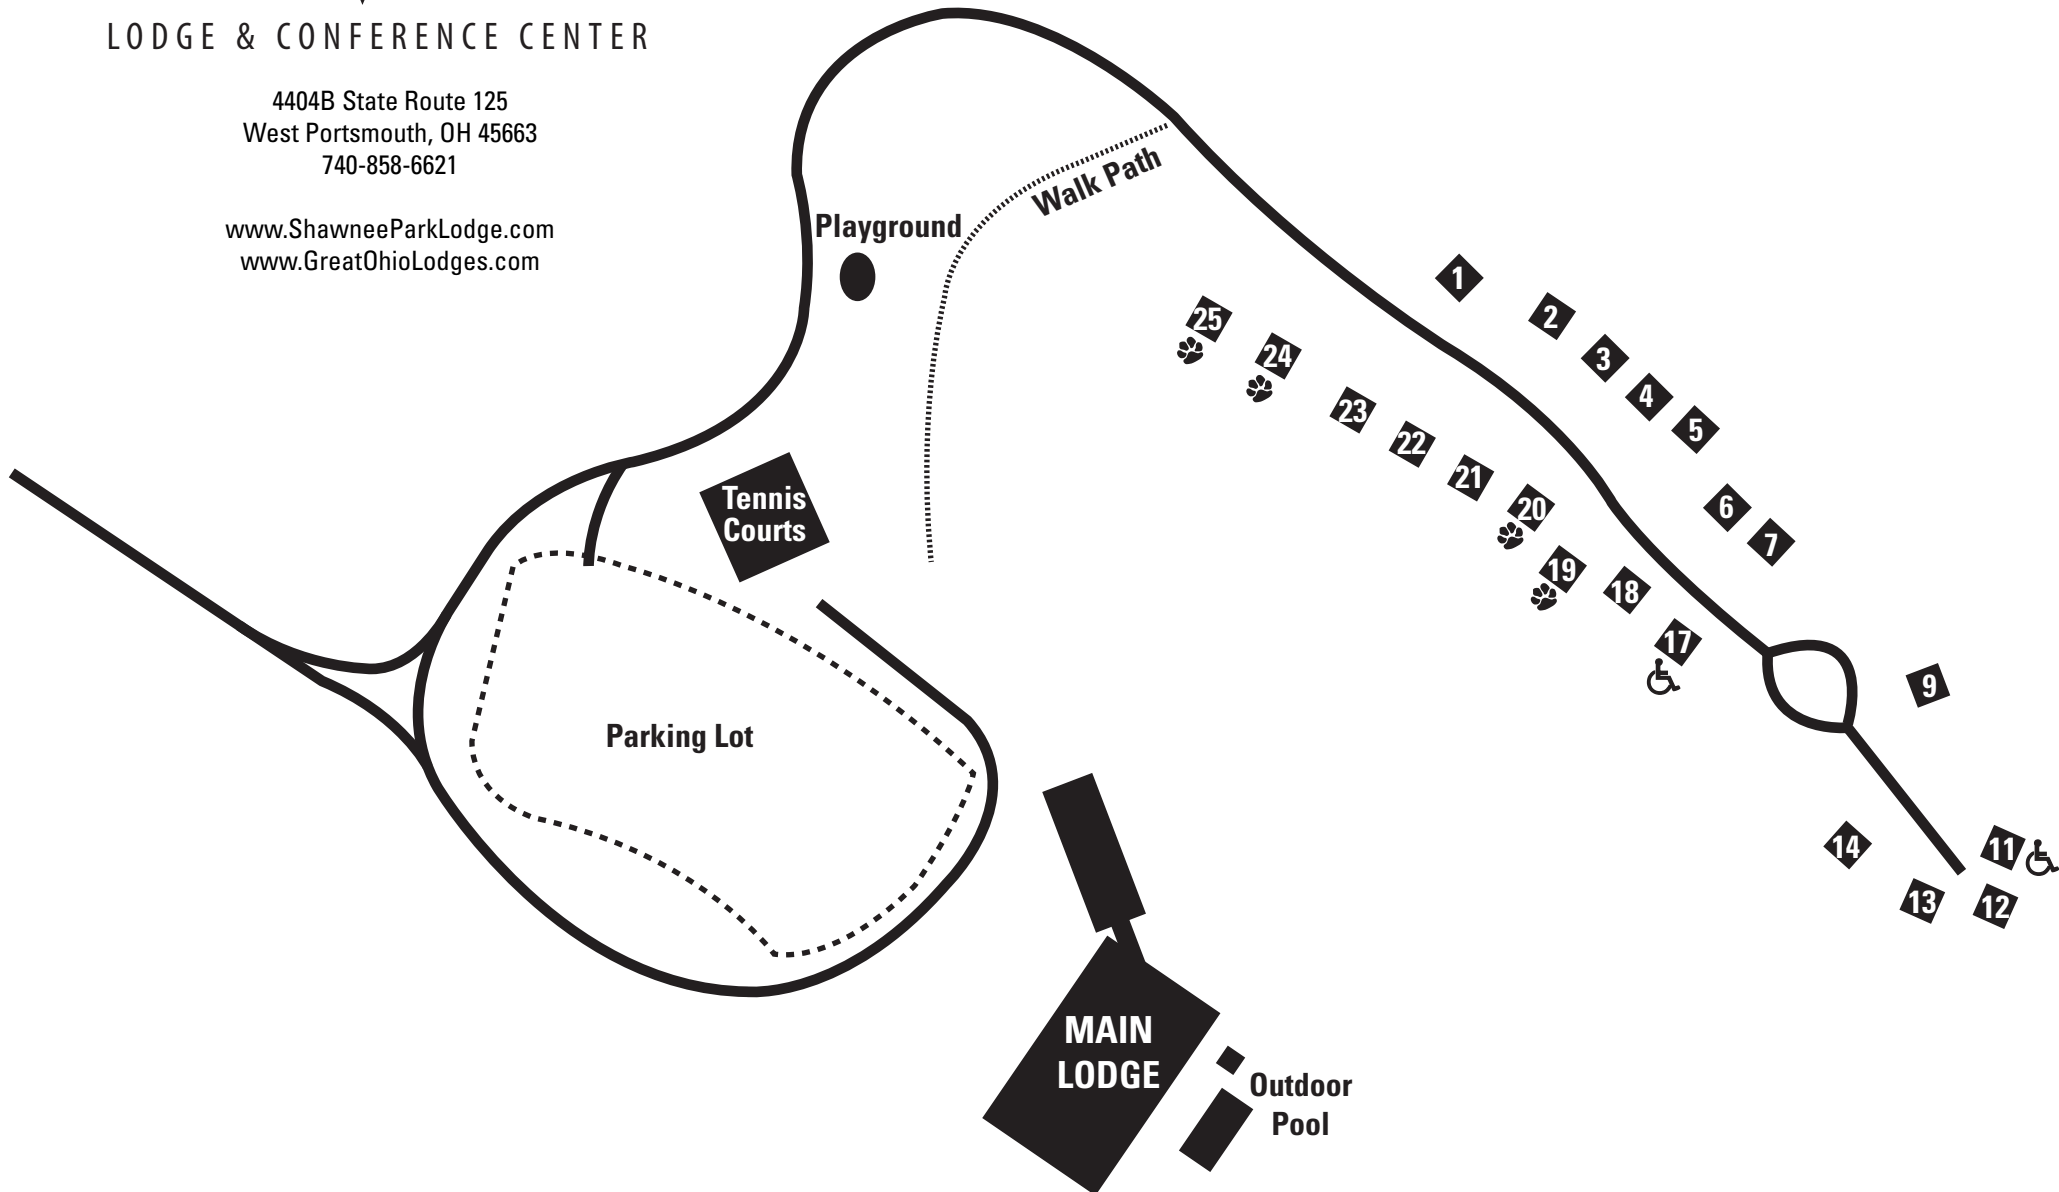 LODGE & CONFERENCE CENTER
4404B State Route 125
West Portsmouth, OH 45663
740-858-6621
www.ShawneeParkLodge.com
www.GreatOhioLodges.com
Walk Path
Playground
1
2
3
4
5
6
7
25
24
23
22
21
20
19
18
17
9
Tennis
Courts
Parking Lot
14
11
13
12
MAIN
LODGE
Outdoor
Pool